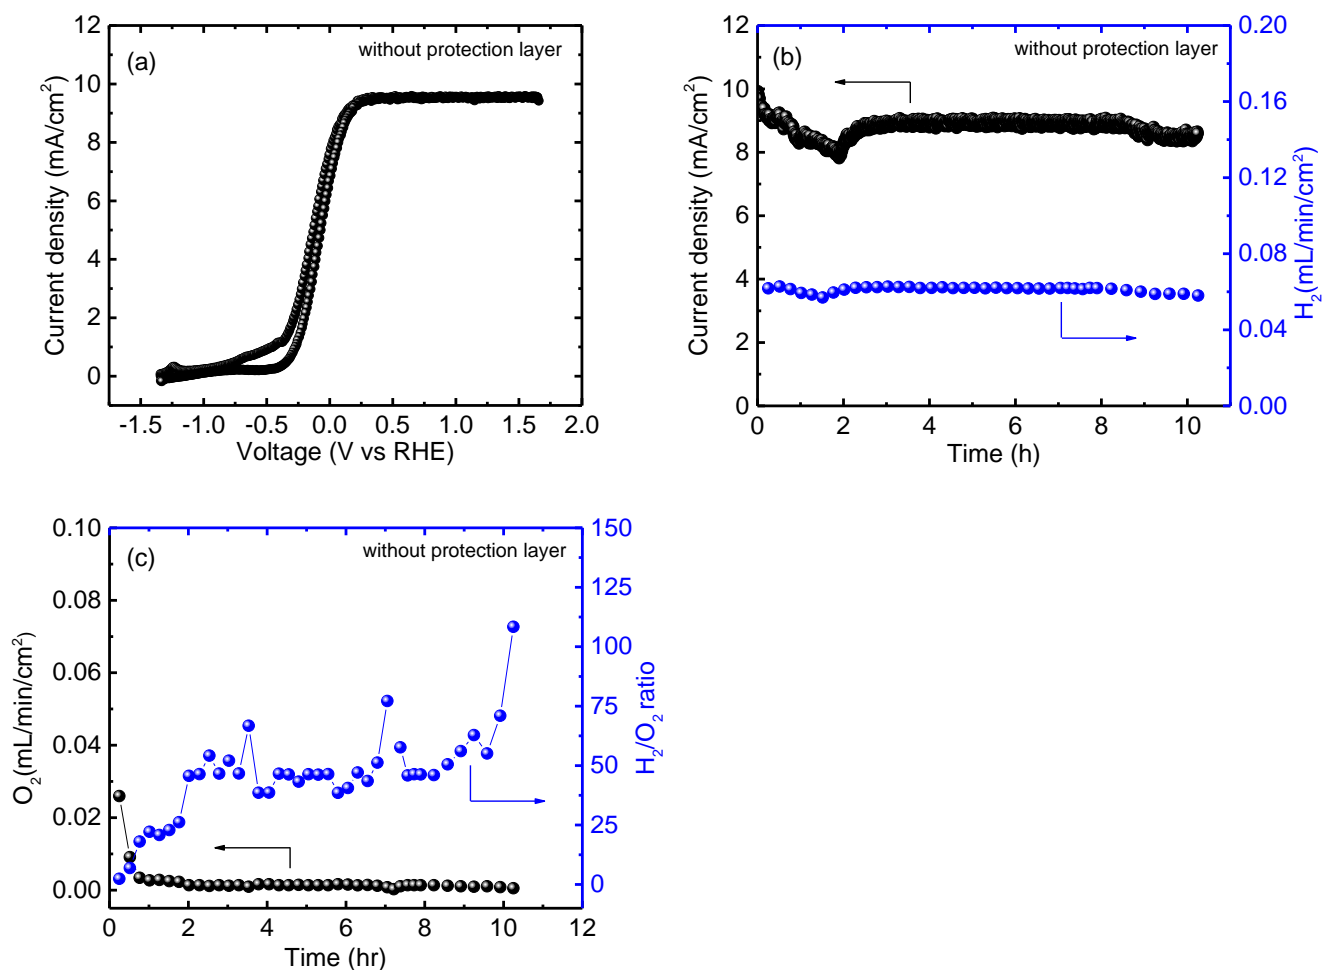 (a)
without protection layer
Current density (mA/cm²)
12
10
8
6
4
2
0
-1.5 -1.0 -0.5 0.0 0.5 1.0 1.5 2.0
Voltage (V vs RHE)
(b)
without protection layer
Current density (mA/cm²)
12
10
8
6
4
2
0
0 2 4 6 8 10
Time (h)
0.20
0.16
0.12
0.08
0.04
0.00
H₂(mL/min/cm²)
(c)
without protection layer
O₂(mL/min/cm²)
0.10
0.08
0.06
0.04
0.02
0.00
0 2 4 6 8 10 12
Time (hr)
150
125
100
75
50
25
0
H₂/O₂ ratio